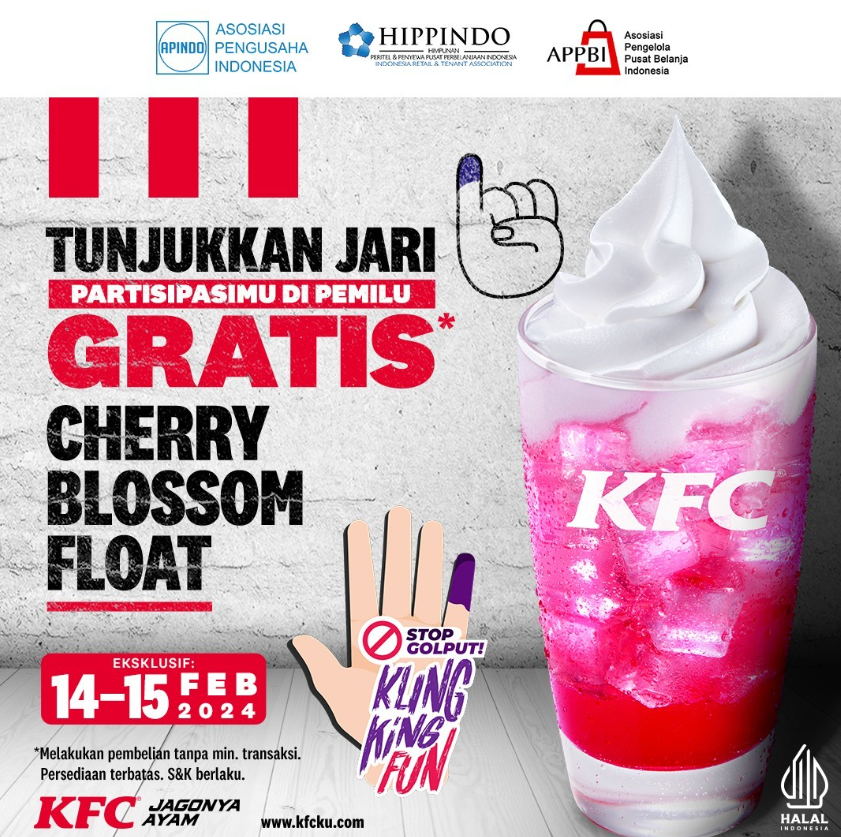 APINDO
ASOSIASI
PENGUSAHA
INDONESIA
HIPPINDO
HIMPUNAN
PERITEL & PENYEWA PUSAT PERBELANJAAN INDONESIA
INDONESIA RETAIL & TENANT ASSOCIATION
APPBI
Asosiasi
Pengelola
Pusat Belanja
Indonesia
TUNJUKKAN JARI
PARTISIPASIMU DI PEMILU
GRATIS*
CHERRY
BLOSSOM
FLOAT
KFC®
STOP
GOLPUT!
KLING
KING
FUN
EKSKLUSIF:
14–15 FEB
2024
*Melakukan pembelian tanpa min. transaksi.
Persediaan terbatas. S&K berlaku.
KFC® JAGONYA
AYAM
www.kfcku.com
HALAL
INDONESIA